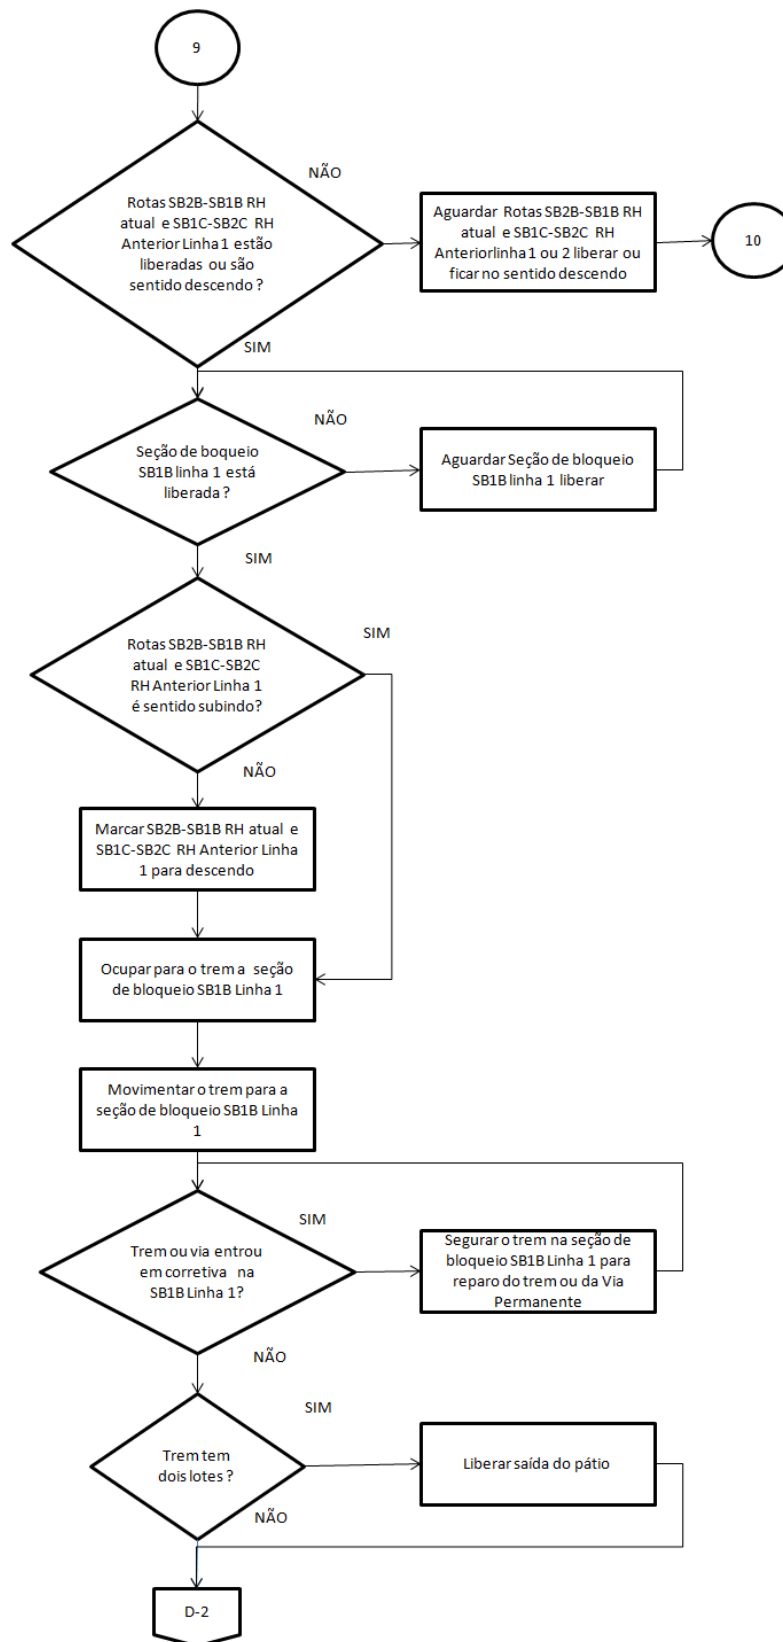 9
NÃO
Rotas SB2B-SB1B RH
atual e SB1C-SB2C RH
Anterior Linha 1 estão
liberadas ou são
sentido descendo ?
Aguardar Rotas SB2B-SB1B RH
atual e SB1C-SB2C RH
Anteriorlinha 1 ou 2 liberar ou
ficar no sentido descendo
10
SIM
NÃO
Seção de boqueio
SB1B linha 1 está
liberada ?
Aguardar Seção de bloqueio
SB1B linha 1 liberar
SIM
SIM
Rotas SB2B-SB1B RH
atual e SB1C-SB2C
RH Anterior Linha 1
é sentido subindo?
NÃO
Marcar SB2B-SB1B RH atual e
SB1C-SB2C RH Anterior Linha
1 para descendo
Ocupar para o trem a seção
de bloqueio SB1B Linha 1
Movimentar o trem para a
seção de bloqueio SB1B Linha
1
SIM
Trem ou via entrou
em corretiva na
SB1B Linha 1?
Segurar o trem na seção de
bloqueio SB1B Linha 1 para
reparo do trem ou da Via
Permanente
NÃO
SIM
Trem tem
dois lotes ?
Liberar saída do pátio
NÃO
D-2